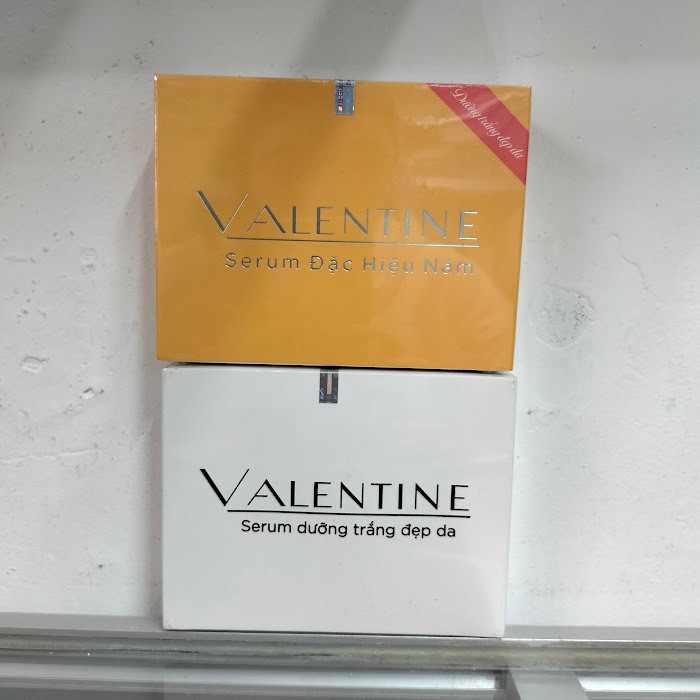 Dưỡng trắng đẹp da
VALENTINE
Serum Đặc Hiệu Nám
VALENTINE
Serum dưỡng trắng đẹp da